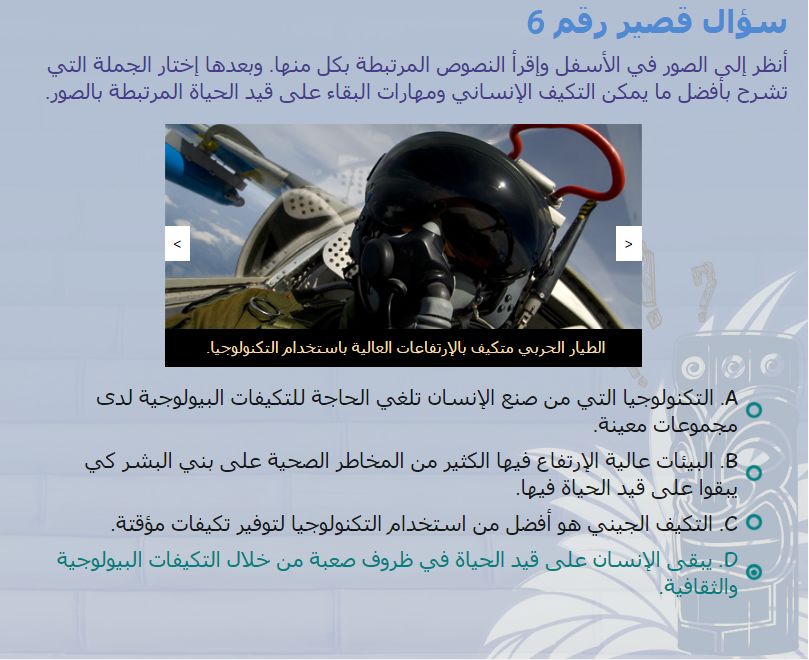 سؤال قصير رقم 6
أنظر إلى الصور في الأسفل وإقرأ النصوص المرتبطة بكل منها. وبعدها إختار الجملة التي
تشرح بأفضل ما يمكن التكيف الإنساني ومهارات البقاء على قيد الحياة المرتبطة بالصور.
< >
الطيار الحربي متكيف بالإرتفاعات العالية باستخدام التكنولوجيا.
A. التكنولوجيا التي من صنع الإنسان تلغي الحاجة للتكيفات البيولوجية لدى
مجموعات معينة.
B. البيئات عالية الإرتفاع فيها الكثير من المخاطر الصحية على بني البشر كي
يبقوا على قيد الحياة فيها.
C. التكيف الجيني هو أفضل من استخدام التكنولوجيا لتوفير تكيفات مؤقتة.
D. يبقى الإنسان على قيد الحياة في ظروف صعبة من خلال التكيفات البيولوجية
والثقافية.